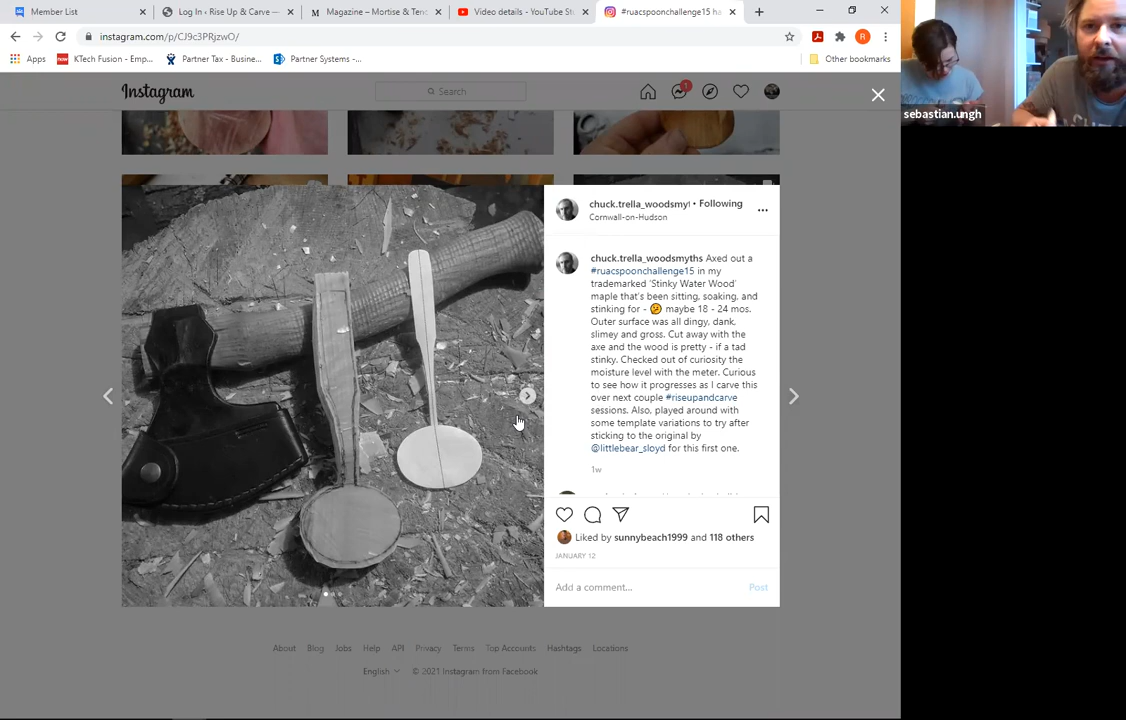 Member List
Log In ‹ Rise Up & Carve —
Magazine – Mortise & Tenc
Video details - YouTube St
#ruacspoonchallenge15 ha
instagram.com/p/CJ9c3PRjzwO/
R
Apps
KTech Fusion - Emp...
Partner Tax - Busine...
Partner Systems -...
Other bookmarks
Instagram
Search
1
sebastian.ungh
chuck.trella_woodsmyt • Following
Cornwall-on-Hudson
chuck.trella_woodsmyths Axed out a
#ruacspoonchallenge15 in my
trademarked 'Stinky Water Wood'
maple that's been sitting, soaking, and
stinking for - 🤔 maybe 18 - 24 mos.
Outer surface was all dingy, dank,
slimey and gross. Cut away with the
axe and the wood is pretty - if a tad
stinky. Checked out of curiosity the
moisture level with the meter. Curious
to see how it progresses as I carve this
over next couple #riseupandcarve
sessions. Also, played around with
some template variations to try after
sticking to the original by
@littlebear_sloyd for this first one.
1w
Liked by sunnybeach1999 and 118 others
JANUARY 12
Add a comment...
Post
About Blog Jobs Help API Privacy Terms Top Accounts Hashtags Locations
English © 2021 Instagram from Facebook